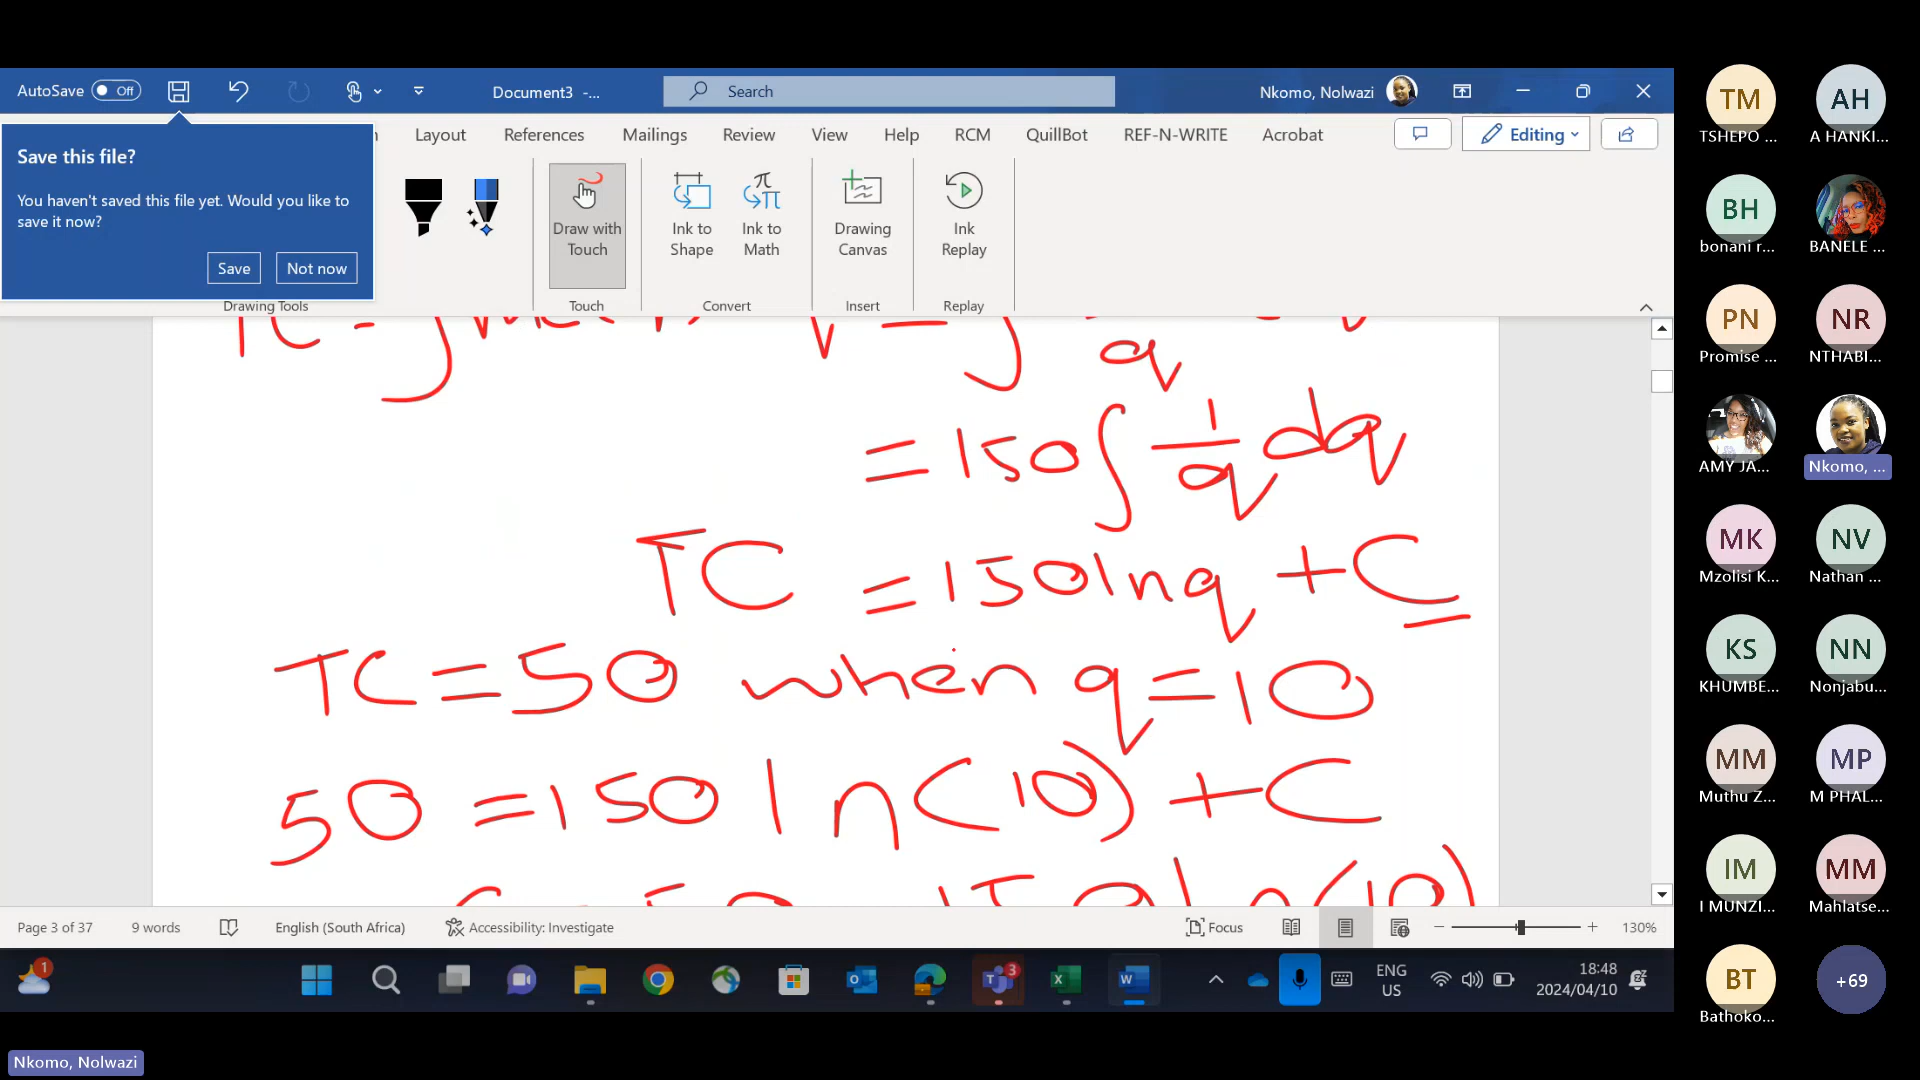 AutoSave Off Document3 -... Search Nkomo, Nolwazi
Layout References Mailings Review View Help RCM QuillBot REF-N-WRITE Acrobat Editing
Save this file?
You haven't saved this file yet. Would you like to
save it now?
Save Not now
Draw with
Touch
Ink to
Shape
Ink to
Math
Drawing
Canvas
Ink
Replay
Drawing Tools Touch Convert Insert Replay
q
= 150 ∫ 1/q dq
TC = 150 ln q + C
TC = 50 when q = 10
50 = 150 ln(10) + C
Page 3 of 37 9 words English (South Africa) Accessibility: Investigate Focus 130%
1 3 ENG
US
18:48
2024/04/10
TM AH
TSHEPO ... A HANKI...
BH
bonani r... BANELE ...
PN NR
Promise ... NTHABI...
AMY JA... Nkomo, ...
MK NV
Mzolisi K... Nathan ...
KS NN
KHUMBE... Nonjabu...
MM MP
Muthu Z... M PHAL...
IM MM
I MUNZI... Mahlatse...
BT +69
Bathoko...
Nkomo, Nolwazi